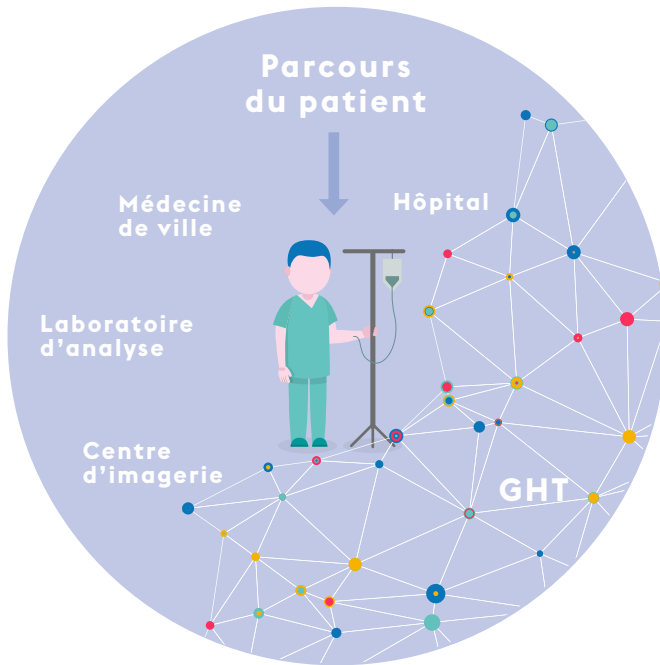 Parcours
du patient
Médecine
de ville
Hôpital
Laboratoire
d'analyse
Centre
d'imagerie
GHT